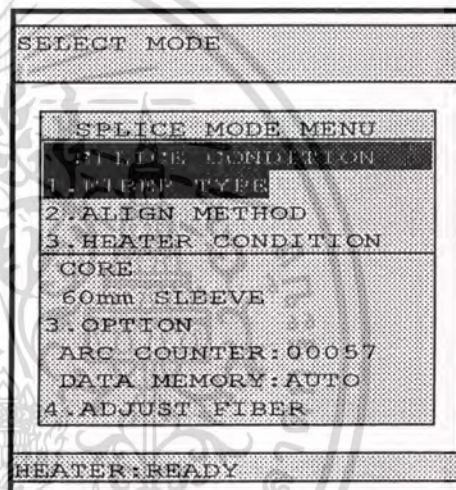 SELECT MODE
SPLICE MODE MENU
SPLICE CONDITION
1.FIBER TYPE
2.ALIGN METHOD
3.HEATER CONDITION
CORE
60mm SLEEVE
3.OPTION
ARC COUNTER:00057
DATA MEMORY:AUTO
4.ADJUST FIBER
HEATER:READY